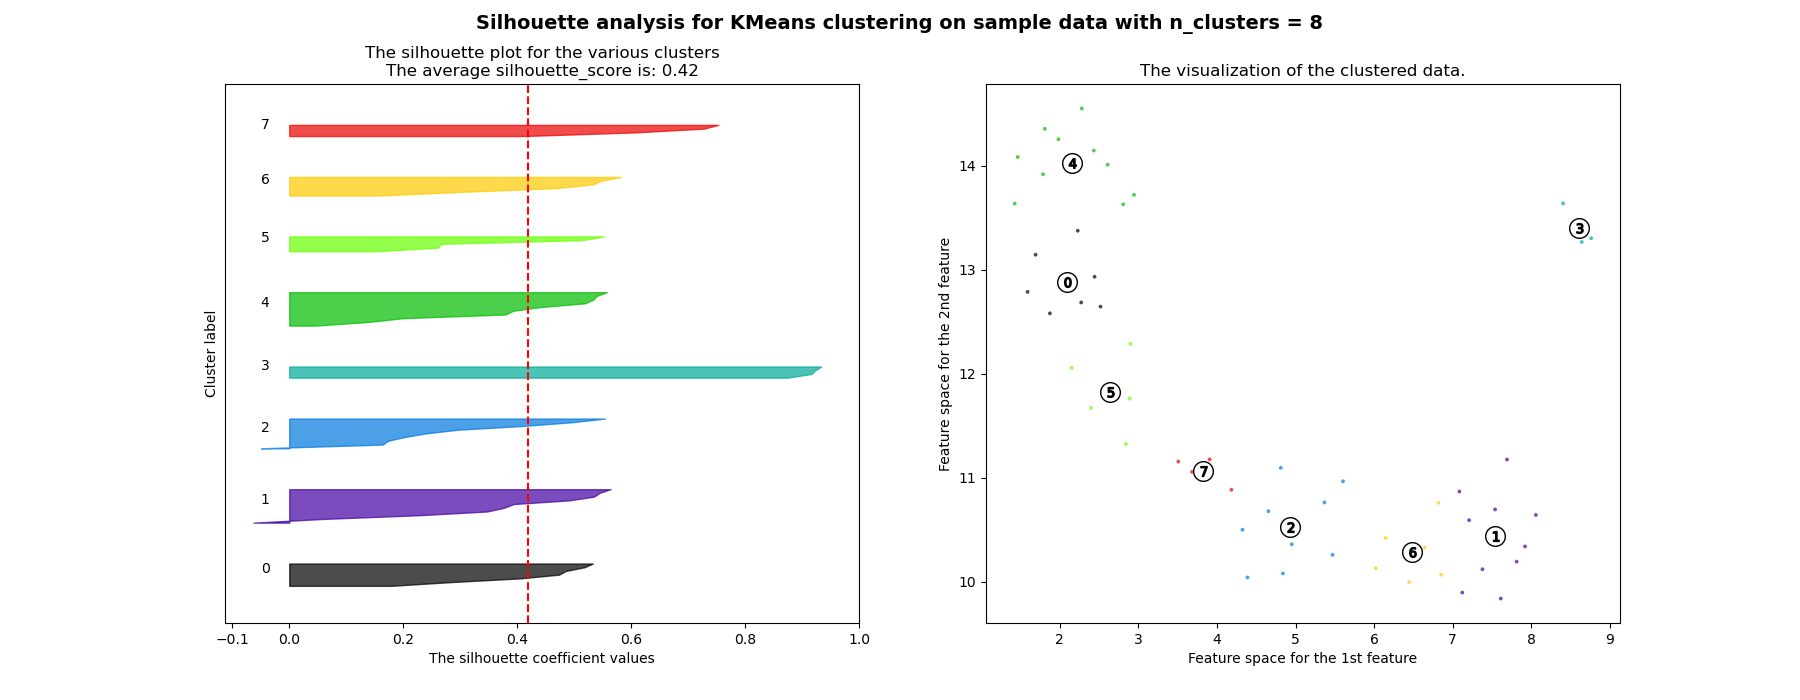 Silhouette analysis for KMeans clustering on sample data with n_clusters = 8
The silhouette plot for the various clusters
The average silhouette_score is: 0.42
7
6
5
4
3
2
1
0
Cluster label
−0.1 0.0 0.2 0.4 0.6 0.8 1.0
The silhouette coefficient values
The visualization of the clustered data.
14
13
12
11
10
Feature space for the 2nd feature
4
3
0
5
7
2
1
6
2 3 4 5 6 7 8 9
Feature space for the 1st feature